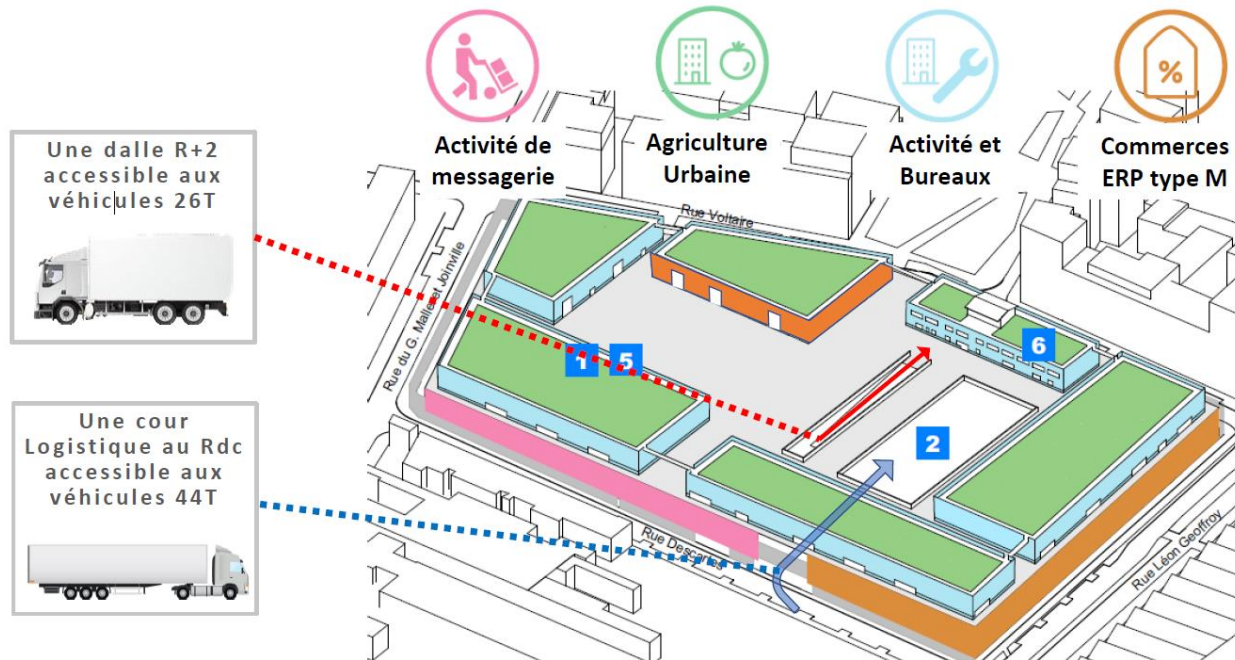 %
Activité de
messagerie
Agriculture
Urbaine
Activité et
Bureaux
Commerces
ERP type M
Une dalle R+2
accessible aux
véhicules 26T
Une cour
Logistique au Rdc
accessible aux
véhicules 44T
Rue Voltaire
Rue du G. Malleret Joinville
1 5
6
2
Rue Descartes
Rue Léon Geoffroy